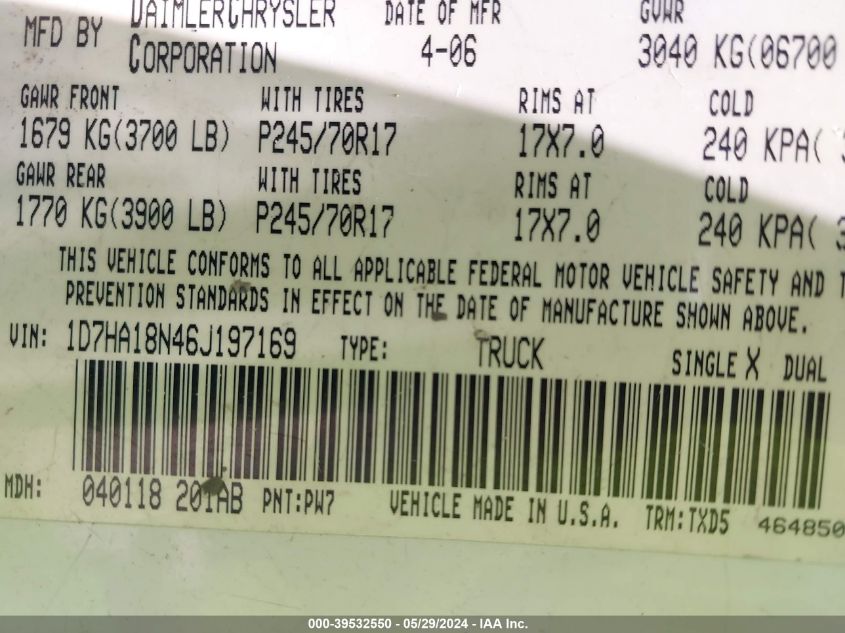 MFD BY DAIMLERCHRYSLER CORPORATION DATE OF MFR 4-06 GVWR 3040 KG(06700
GAWR FRONT WITH TIRES RIMS AT COLD
1679 KG(3700 LB) P245/70R17 17X7.0 240 KPA(
GAWR REAR WITH TIRES RIMS AT COLD
1770 KG(3900 LB) P245/70R17 17X7.0 240 KPA( 3
THIS VEHICLE CONFORMS TO ALL APPLICABLE FEDERAL MOTOR VEHICLE SAFETY AND T
PREVENTION STANDARDS IN EFFECT ON THE DATE OF MANUFACTURE SHOWN ABOVE.
VIN: 1D7HA18N46J197169 TYPE: TRUCK SINGLE X DUAL
MDH: 040118 201AB PNT:PW7 VEHICLE MADE IN U.S.A. TRM:TXD5 464850
000-39532550 - 05/29/2024 - IAA Inc.